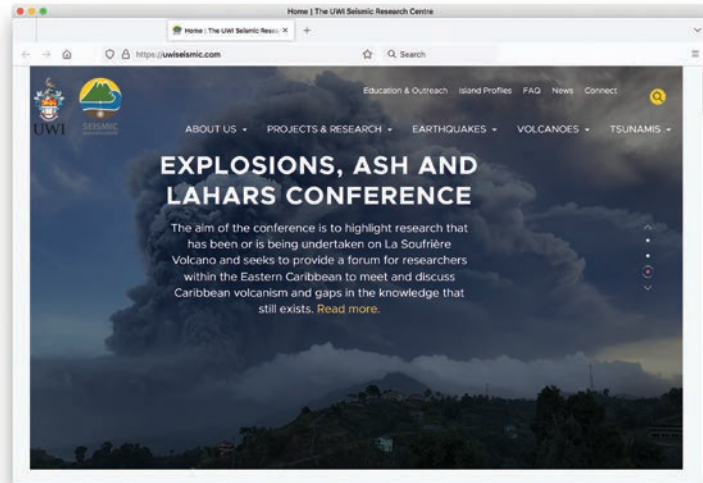 Home | The UWI Seismic Research Centre
Home | The UWI Seismic Resea
https://uwiseismic.com
Search
Education & Outreach Island Profiles FAQ News Connect
UWI
SEISMIC
ABOUT US PROJECTS & RESEARCH EARTHQUAKES VOLCANOES TSUNAMIS
EXPLOSIONS, ASH AND
LAHARS CONFERENCE
The aim of the conference is to highlight research that
has been or is being undertaken on La Soufrière
Volcano and seeks to provide a forum for researchers
within the Eastern Caribbean to meet and discuss
Caribbean volcanism and gaps in the knowledge that
still exists. Read more.